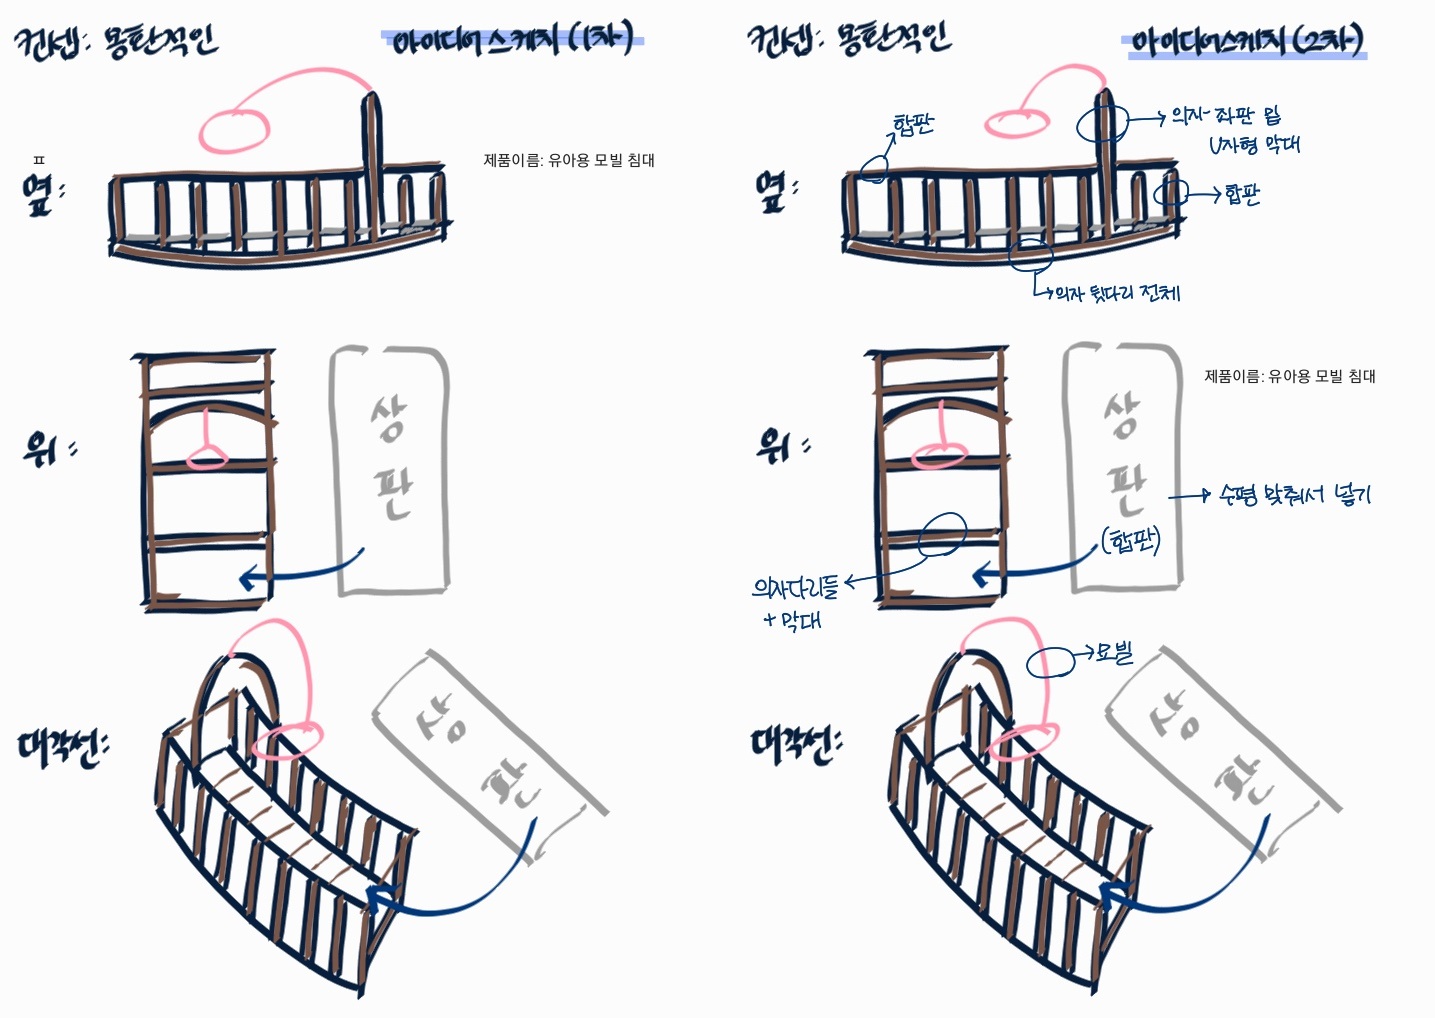 컨셉: 몽환적인
아이디어 스케치 (1차)
ㅍ
옆:
제품이름: 유아용 모빌 침대
위:
상
판
대각선:
상
판
컨셉: 몽환적인
아이디어스케치 (2차)
합판
의자-좌판 밑
U자형 막대
옆:
합판
의자 뒷다리 전체
제품이름: 유아용 모빌 침대
위:
상
판
(합판)
수평 맞춰서 넣기
의자다리들
+ 막대
모빌
대각선:
상
판